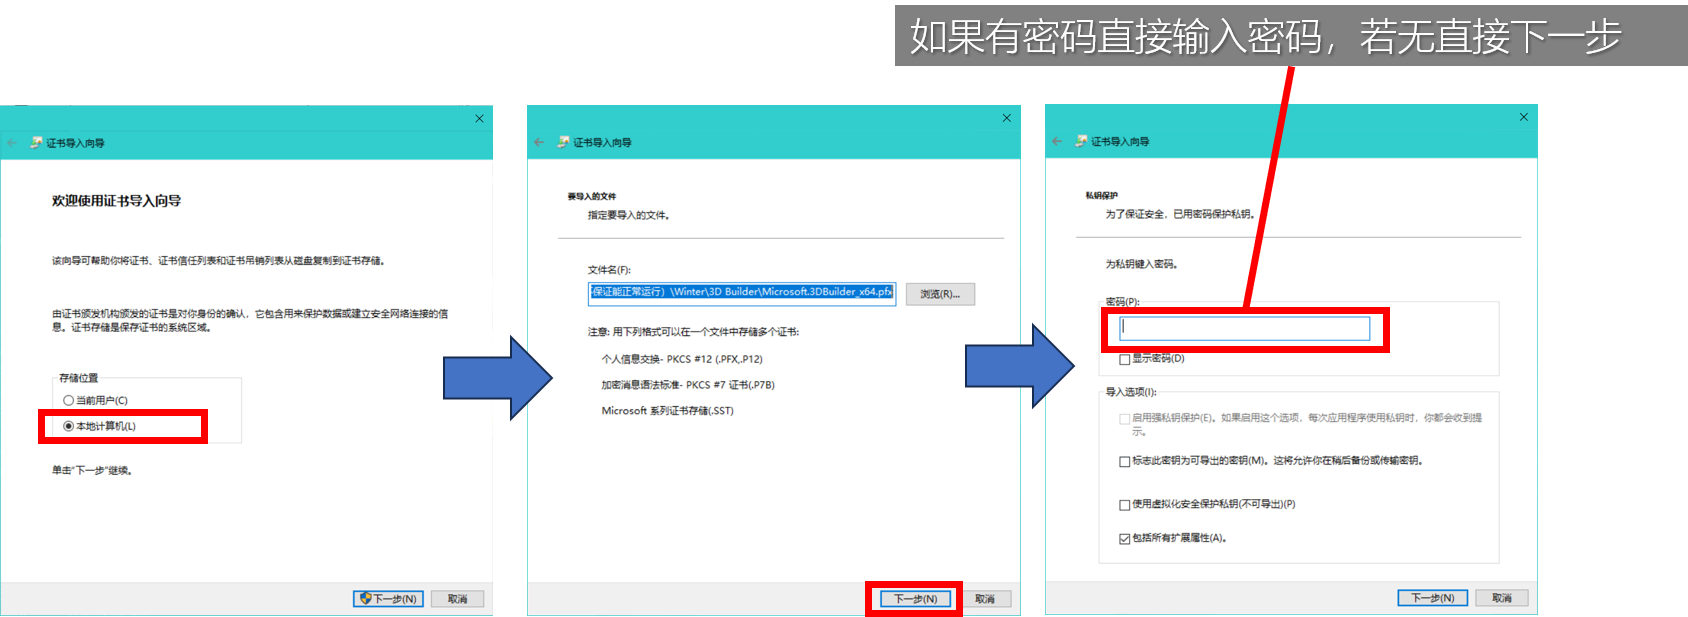 如果有密码直接输入密码，若无直接下一步
证书导入向导
欢迎使用证书导入向导
该向导可帮助你将证书、证书信任列表和证书吊销列表从磁盘复制到证书存储。
由证书颁发机构颁发的证书是对你身份的确认，它包含用来保护数据或建立安全网络连接的信
息。证书存储是保存证书的系统区域。
存储位置
当前用户(C)
本地计算机(L)
单击"下一步"继续。
下一步(N)
取消
证书导入向导
要导入的文件
指定要导入的文件。
文件名(F):
保证能正常运行）\Winter\3D Builder\Microsoft.3DBuilder_x64.pfx
浏览(R)...
注意: 用下列格式可以在一个文件中存储多个证书:
个人信息交换- PKCS #12 (.PFX,.P12)
加密消息语法标准- PKCS #7 证书(.P7B)
Microsoft 系列证书存储(.SST)
下一步(N)
取消
证书导入向导
私钥保护
为了保证安全，已用密码保护私钥。
为私钥键入密码。
密码(P):
显示密码(D)
导入选项(I):
启用强私钥保护(E)。如果启用这个选项，每次应用程序使用私钥时，你都会收到提
示。
标志此密钥为可导出的密钥(M)。这将允许你在稍后备份或传输密钥。
使用虚拟化安全保护私钥(不可导出)(P)
包括所有扩展属性(A)。
下一步(N)
取消